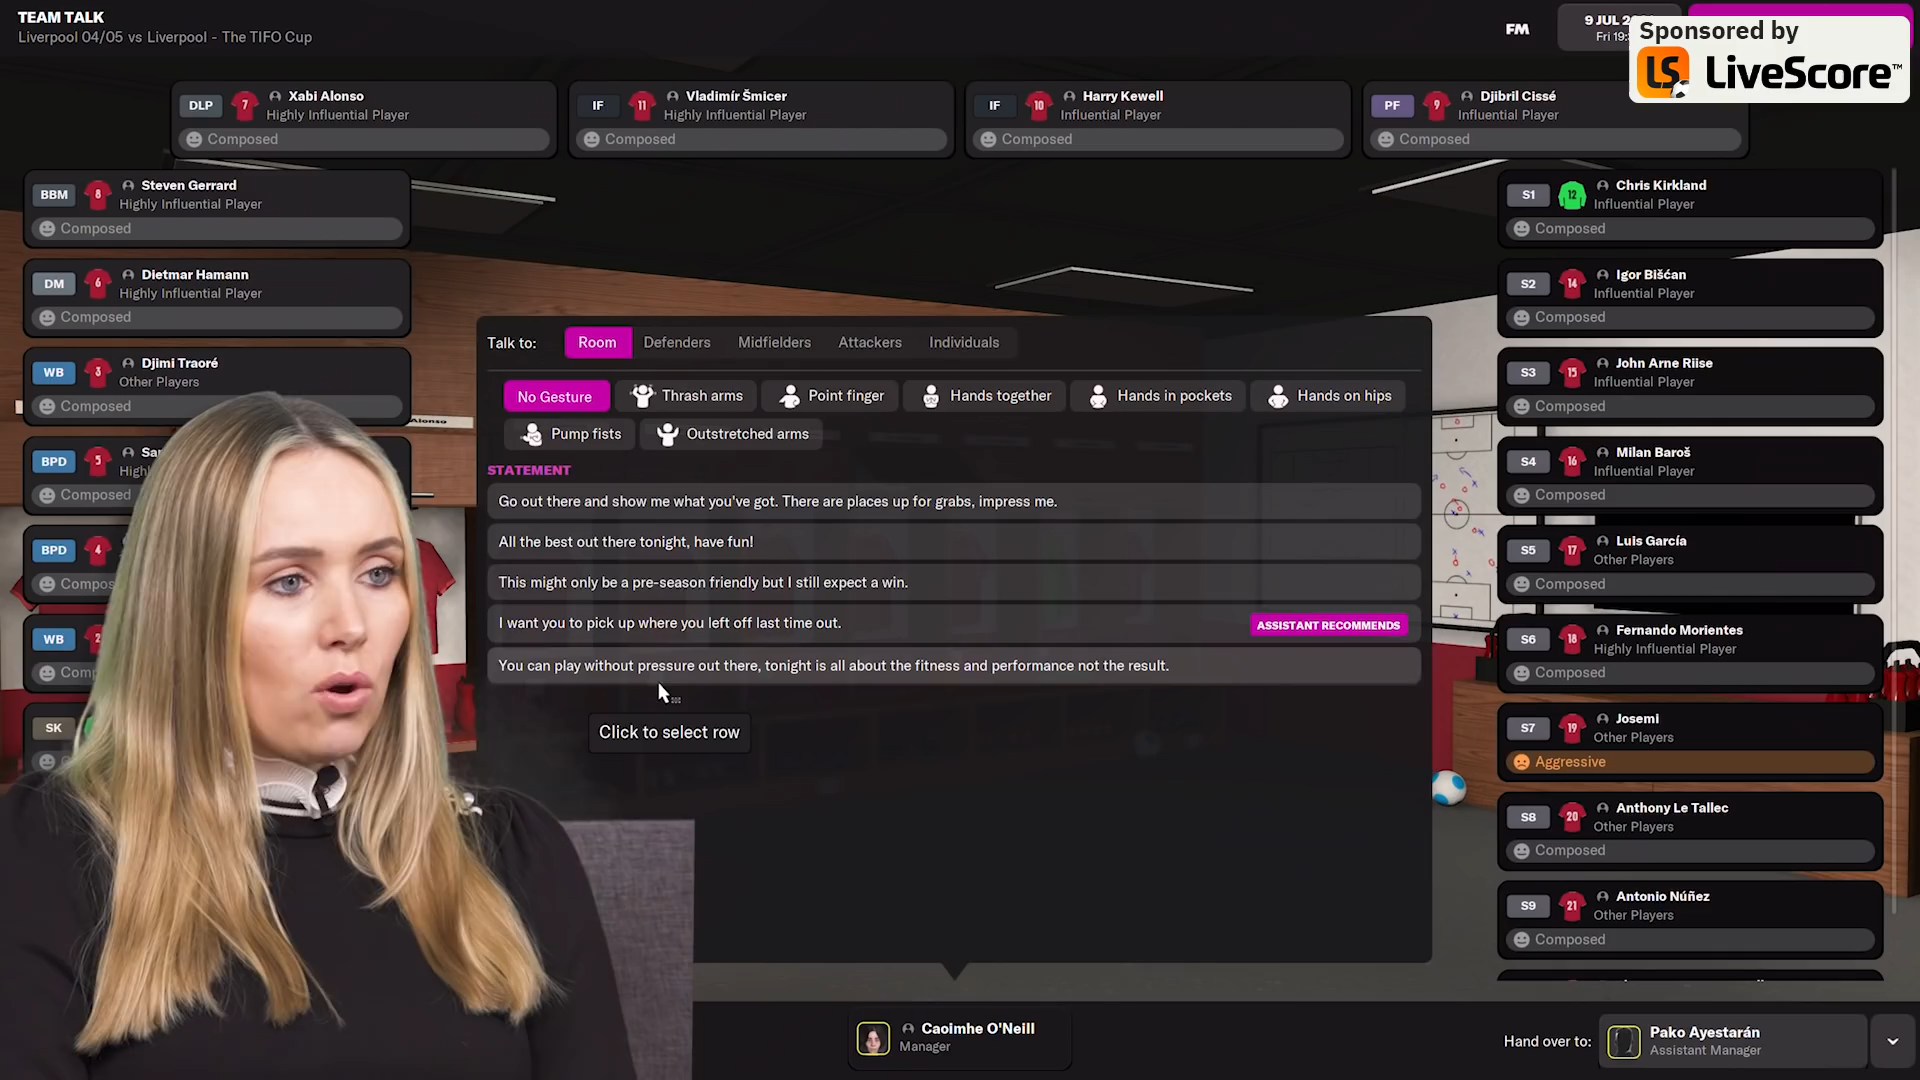 TEAM TALK
Liverpool 04/05 vs Liverpool - The TIFO Cup
FM
9 JUL
Fri 19:
Sponsored by
LS LiveScore™
DLP 7 Xabi Alonso
Highly Influential Player
Composed
IF 11 Vladimír Šmicer
Highly Influential Player
Composed
IF 10 Harry Kewell
Influential Player
Composed
PF 9 Djibril Cissé
Influential Player
Composed
BBM 8 Steven Gerrard
Highly Influential Player
Composed
DM 6 Dietmar Hamann
Highly Influential Player
Composed
WB 3 Djimi Traoré
Other Players
Composed
Alonso
BPD 5
Composed
BPD 4
WB 2
SK
Talk to: Room Defenders Midfielders Attackers Individuals
No Gesture Thrash arms Point finger Hands together Hands in pockets Hands on hips
Pump fists Outstretched arms
STATEMENT
Go out there and show me what you've got. There are places up for grabs, impress me.
All the best out there tonight, have fun!
This might only be a pre-season friendly but I still expect a win.
I want you to pick up where you left off last time out.
ASSISTANT RECOMMENDS
You can play without pressure out there, tonight is all about the fitness and performance not the result.
Click to select row
S1 12 Chris Kirkland
Influential Player
Composed
S2 14 Igor Bišćan
Influential Player
Composed
S3 15 John Arne Riise
Influential Player
Composed
S4 16 Milan Baroš
Influential Player
Composed
S5 17 Luis García
Other Players
Composed
S6 18 Fernando Morientes
Highly Influential Player
Composed
S7 19 Josemi
Other Players
Aggressive
S8 20 Anthony Le Tallec
Other Players
Composed
S9 21 Antonio Núñez
Other Players
Composed
Caoimhe O'Neill
Manager
Hand over to: Pako Ayestarán
Assistant Manager